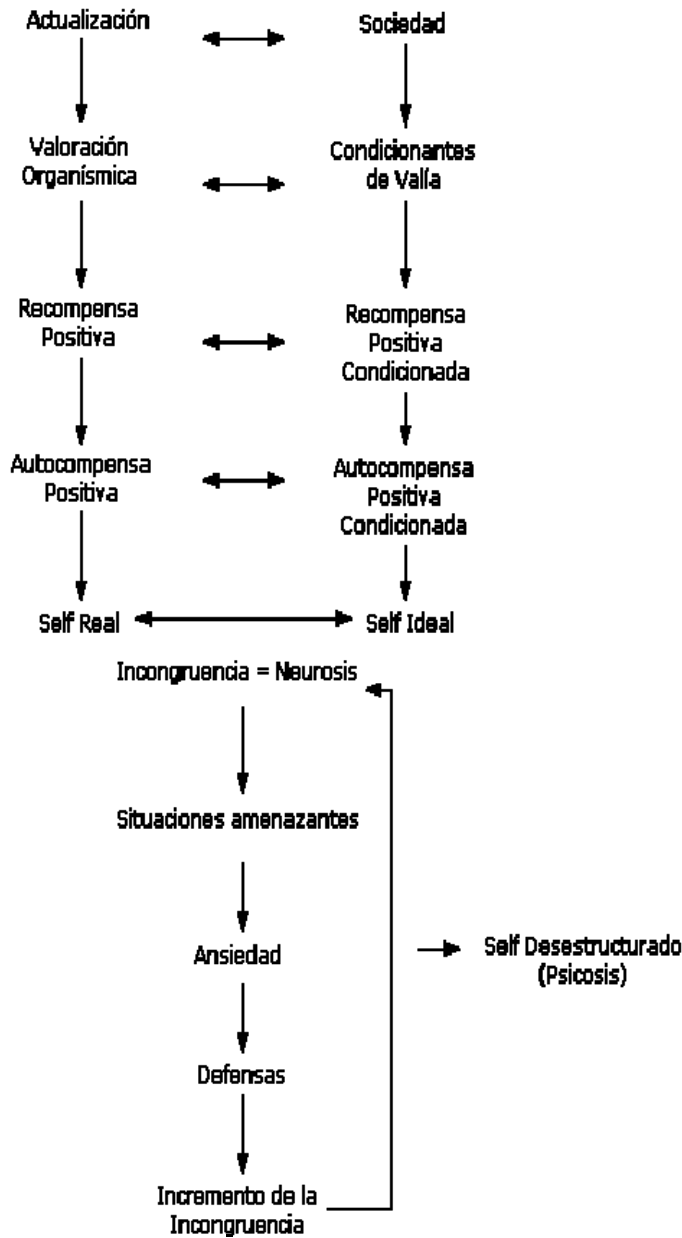 Actualización
Sociedad
Valoración
Organísmica
Condicionantes
de Valía
Recompensa
Positiva
Recompensa
Positiva
Condicionada
Autocompensa
Positiva
Autocompensa
Positiva
Condicionada
Self Real
Self Ideal
Incongruencia = Neurosis
Situaciones amenazantes
Ansiedad
Self Desestructurado
(Psicosis)
Defensas
Incremento de la
Incongruencia